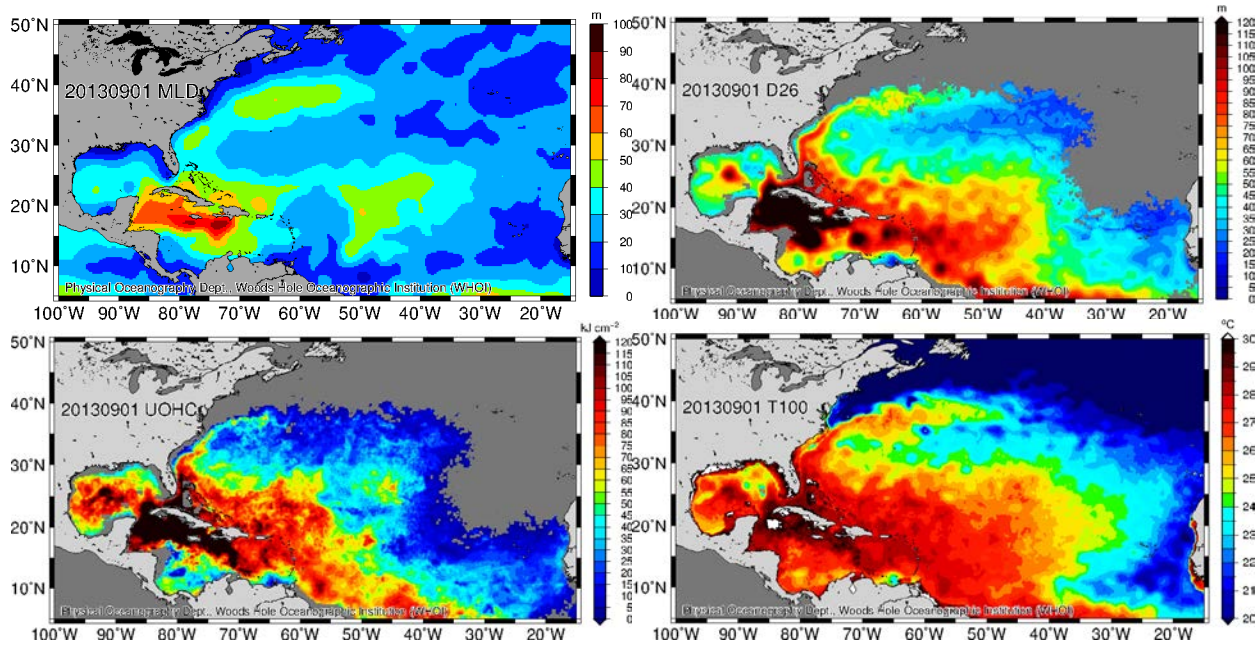 m
50°N
40°N
30°N
20°N
10°N
20130901 MLD
Physical Oceanography Dept., Woods Hole Oceanographic Institution (WHOI)
100°W 90°W 80°W 70°W 60°W 50°W 40°W 30°W 20°W
100
90
80
70
60
50
40
30
20
10
0
m
50°N
40°N
30°N
20°N
10°N
20130901 D26
Physical Oceanography Dept., Woods Hole Oceanographic Institution (WHOI)
100°W 90°W 80°W 70°W 60°W 50°W 40°W 30°W 20°W
120
115
105
100
95
90
85
80
75
70
65
60
55
50
45
40
35
30
25
20
15
10
5
0
kJ cm⁻²
50°N
40°N
30°N
20°N
10°N
20130901 UOHC
Physical Oceanography Dept., Woods Hole Oceanographic Institution (WHOI)
100°W 90°W 80°W 70°W 60°W 50°W 40°W 30°W 20°W
120
115
105
100
95
90
85
80
75
70
65
60
55
50
45
40
35
30
25
20
15
10
5
0
ºC
50°N
40°N
30°N
20°N
10°N
20130901 T100
Physical Oceanography Dept., Woods Hole Oceanographic Institution (WHOI)
100°W 90°W 80°W 70°W 60°W 50°W 40°W 30°W 20°W
30
29
28
27
26
25
24
23
22
21
20